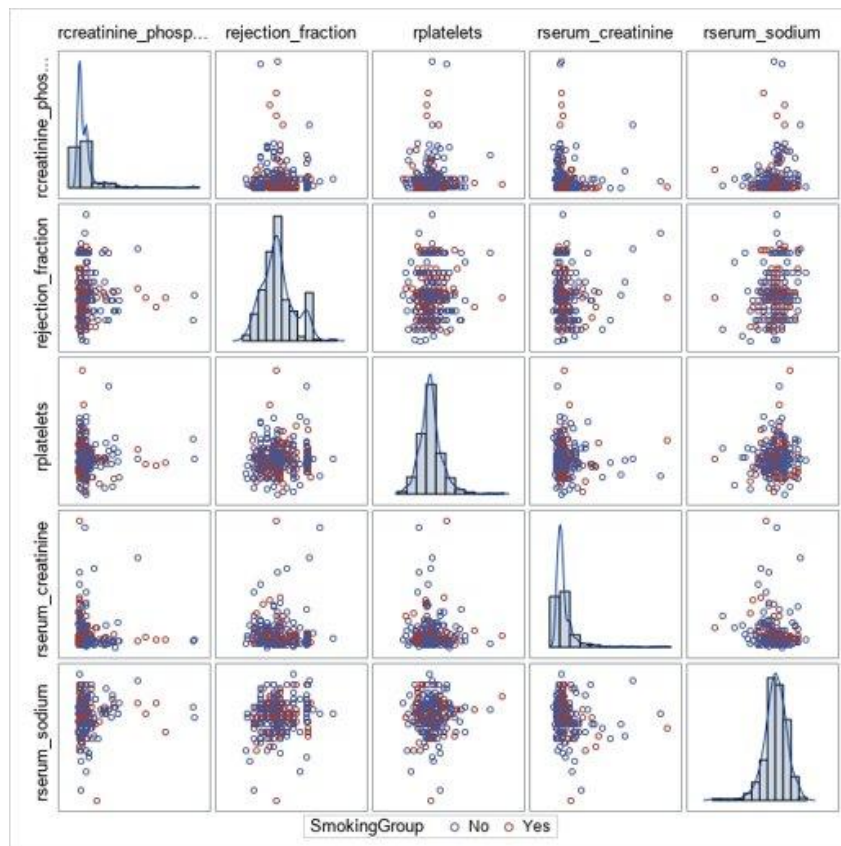 rcreatinine_phosp... rejection_fraction rplatelets rserum_creatinine rserum_sodium
rcreatinine_phos...
rejection_fraction
rplatelets
rserum_creatinine
rserum_sodium
SmokingGroup No Yes